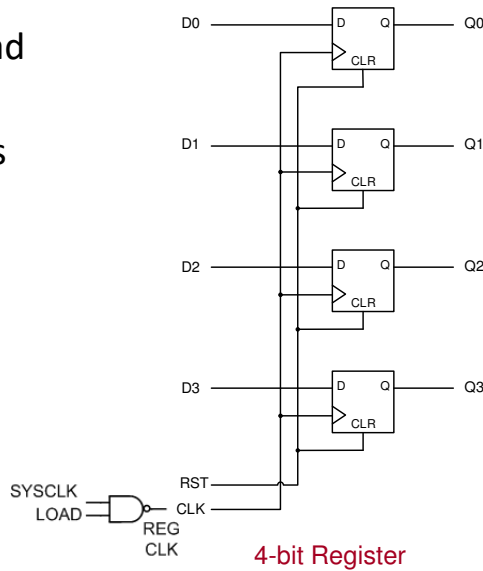 nd
s
D0 D Q Q0
CLR
D1 D Q Q1
CLR
D2 D Q Q2
CLR
D3 D Q Q3
CLR
RST
SYSCLK
LOAD
CLK
REG
CLK
4-bit Register